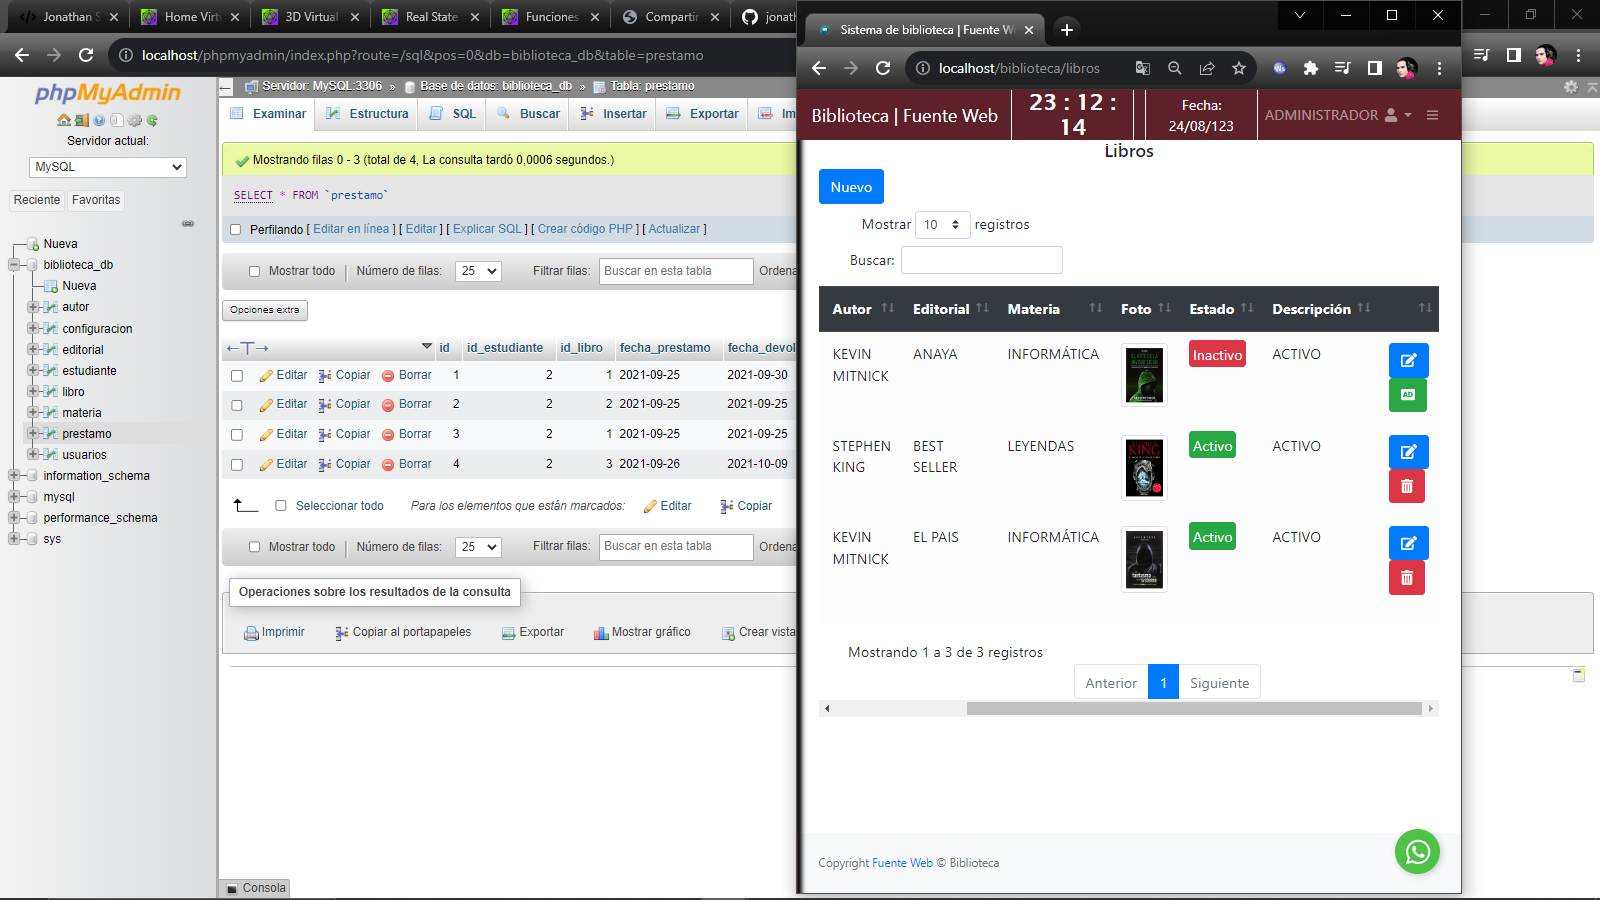 Jonathan S
Home Virtu
3D Virtual
Real State
Funciones
Compartir
jonath
localhost/phpmyadmin/index.php?route=/sql&pos=0&db=biblioteca_db&table=prestamo
phpMyAdmin
Servidor actual:
MySQL
Reciente
Favoritas
Nueva
biblioteca_db
Nueva
autor
configuracion
editorial
estudiante
libro
materia
prestamo
usuarios
information_schema
mysql
performance_schema
sys
Servidor: MySQL:3306 » Base de datos: biblioteca_db » Tabla: prestamo
Examinar Estructura SQL Buscar Insertar Exportar Im
Mostrando filas 0 - 3 (total de 4, La consulta tardó 0,0006 segundos.)
SELECT * FROM `prestamo`
Perfilando [ Editar en línea ] [ Editar ] [ Explicar SQL ] [ Crear código PHP ] [ Actualizar ]
Mostrar todo | Número de filas: 25 Filtrar filas: Buscar en esta tabla Ordena
Opciones extra
←T→ id id_estudiante id_libro fecha_prestamo fecha_devol
Editar Copiar Borrar 1 2 1 2021-09-25 2021-09-30
Editar Copiar Borrar 2 2 2 2021-09-25 2021-09-25
Editar Copiar Borrar 3 2 1 2021-09-25 2021-09-25
Editar Copiar Borrar 4 2 3 2021-09-26 2021-10-09
Seleccionar todo Para los elementos que están marcados: Editar Copiar
Mostrar todo | Número de filas: 25 Filtrar filas: Buscar en esta tabla Ordena
Operaciones sobre los resultados de la consulta
Imprimir Copiar al portapapeles Exportar Mostrar gráfico Crear vista
Consola
Sistema de biblioteca | Fuente W
localhost/biblioteca/libros
Biblioteca | Fuente Web
23 : 12 :
14
Fecha:
24/08/123
ADMINISTRADOR
Libros
Nuevo
Mostrar 10 registros
Buscar:
Autor Editorial Materia Foto Estado Descripción
KEVIN MITNICK ANAYA INFORMÁTICA Inactivo ACTIVO
AD
STEPHEN KING BEST SELLER LEYENDAS KING Activo ACTIVO
KEVIN MITNICK EL PAIS INFORMÁTICA Activo ACTIVO
Mostrando 1 a 3 de 3 registros
Anterior 1 Siguiente
Copyright Fuente Web © Biblioteca